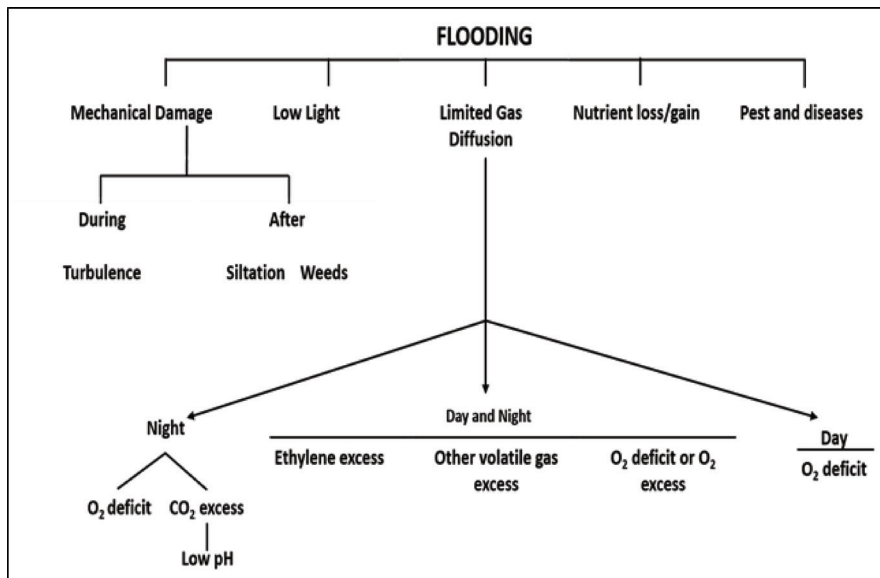 FLOODING
Mechanical Damage
Low Light
Limited Gas
Diffusion
Nutrient loss/gain
Pest and diseases
During
After
Turbulence
Siltation Weeds
Night
Day and Night
Day
Ethylene excess
Other volatile gas
excess
O₂ deficit or O₂
excess
O₂ deficit
O₂ deficit
CO₂ excess
Low pH